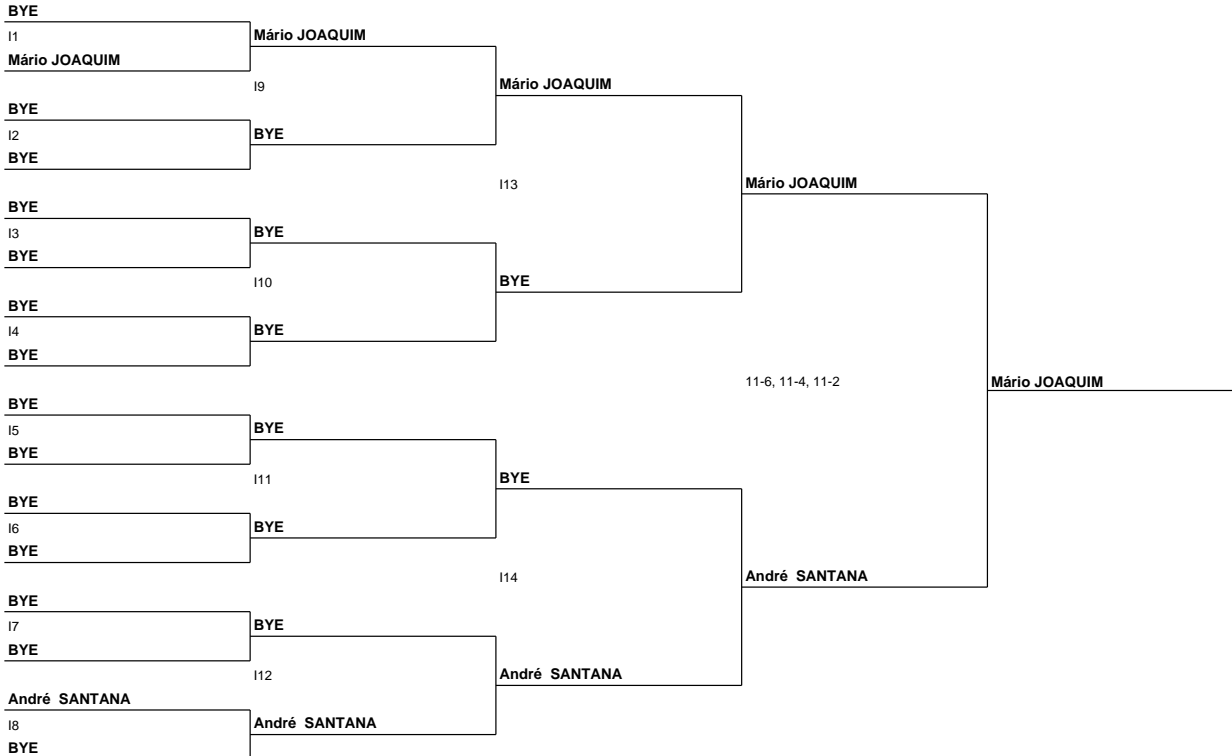 BYE
I1
Mário JOAQUIM
Mário JOAQUIM
I9
Mário JOAQUIM
BYE
I2
BYE
BYE
I13
Mário JOAQUIM
BYE
I3
BYE
BYE
I10
BYE
BYE
I4
BYE
BYE
11-6, 11-4, 11-2
Mário JOAQUIM
BYE
I5
BYE
BYE
I11
BYE
BYE
I6
BYE
BYE
I14
André SANTANA
BYE
I7
BYE
BYE
I12
André SANTANA
André SANTANA
I8
André SANTANA
BYE